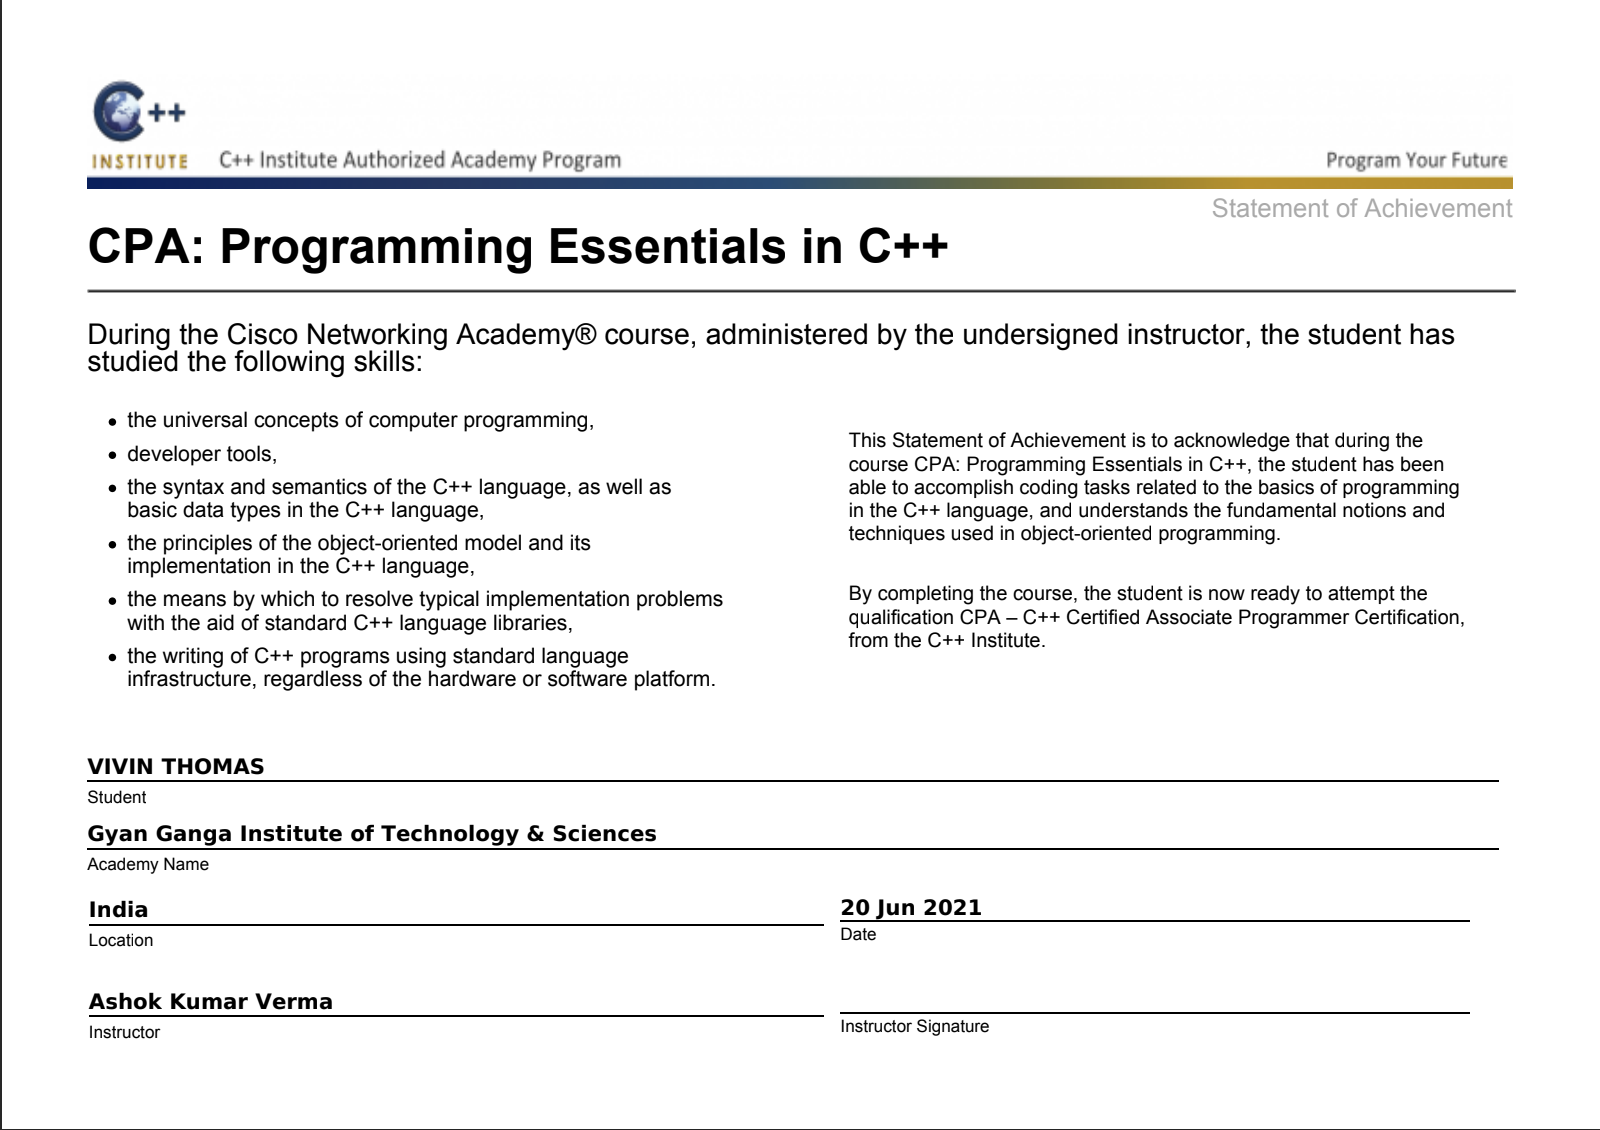 C++
INSTITUTE
C++ Institute Authorized Academy Program
Program Your Future
Statement of Achievement
CPA: Programming Essentials in C++
During the Cisco Networking Academy® course, administered by the undersigned instructor, the student has
studied the following skills:
• the universal concepts of computer programming,
• developer tools,
• the syntax and semantics of the C++ language, as well as
basic data types in the C++ language,
• the principles of the object-oriented model and its
implementation in the C++ language,
• the means by which to resolve typical implementation problems
with the aid of standard C++ language libraries,
• the writing of C++ programs using standard language
infrastructure, regardless of the hardware or software platform.
This Statement of Achievement is to acknowledge that during the
course CPA: Programming Essentials in C++, the student has been
able to accomplish coding tasks related to the basics of programming
in the C++ language, and understands the fundamental notions and
techniques used in object-oriented programming.
By completing the course, the student is now ready to attempt the
qualification CPA – C++ Certified Associate Programmer Certification,
from the C++ Institute.
VIVIN THOMAS
Student
Gyan Ganga Institute of Technology & Sciences
Academy Name
India
Location
20 Jun 2021
Date
Ashok Kumar Verma
Instructor
Instructor Signature